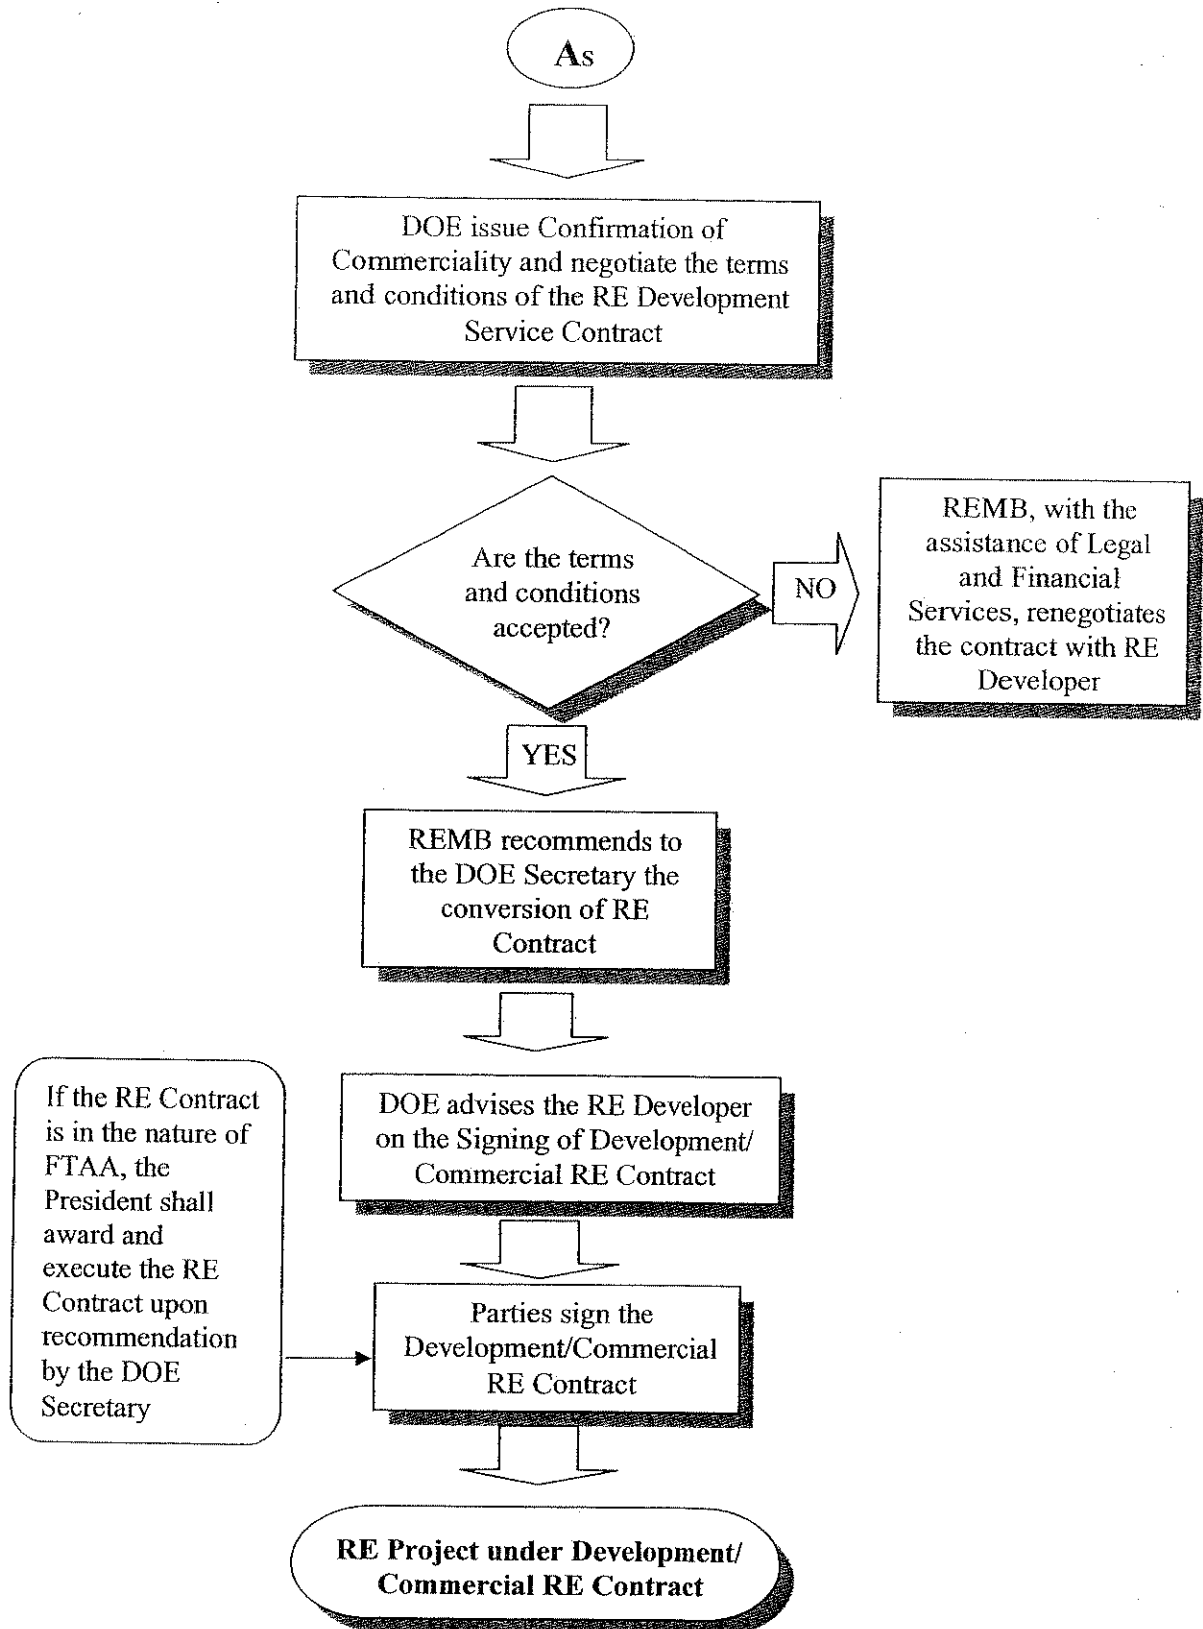 As
DOE issue Confirmation of
Commerciality and negotiate the terms
and conditions of the RE Development
Service Contract
Are the terms
and conditions
accepted?
NO
REMB, with the
assistance of Legal
and Financial
Services, renegotiates
the contract with RE
Developer
YES
REMB recommends to
the DOE Secretary the
conversion of RE
Contract
DOE advises the RE Developer
on the Signing of Development/
Commercial RE Contract
If the RE Contract
is in the nature of
FTAA, the
President shall
award and
execute the RE
Contract upon
recommendation
by the DOE
Secretary
Parties sign the
Development/Commercial
RE Contract
RE Project under Development/
Commercial RE Contract